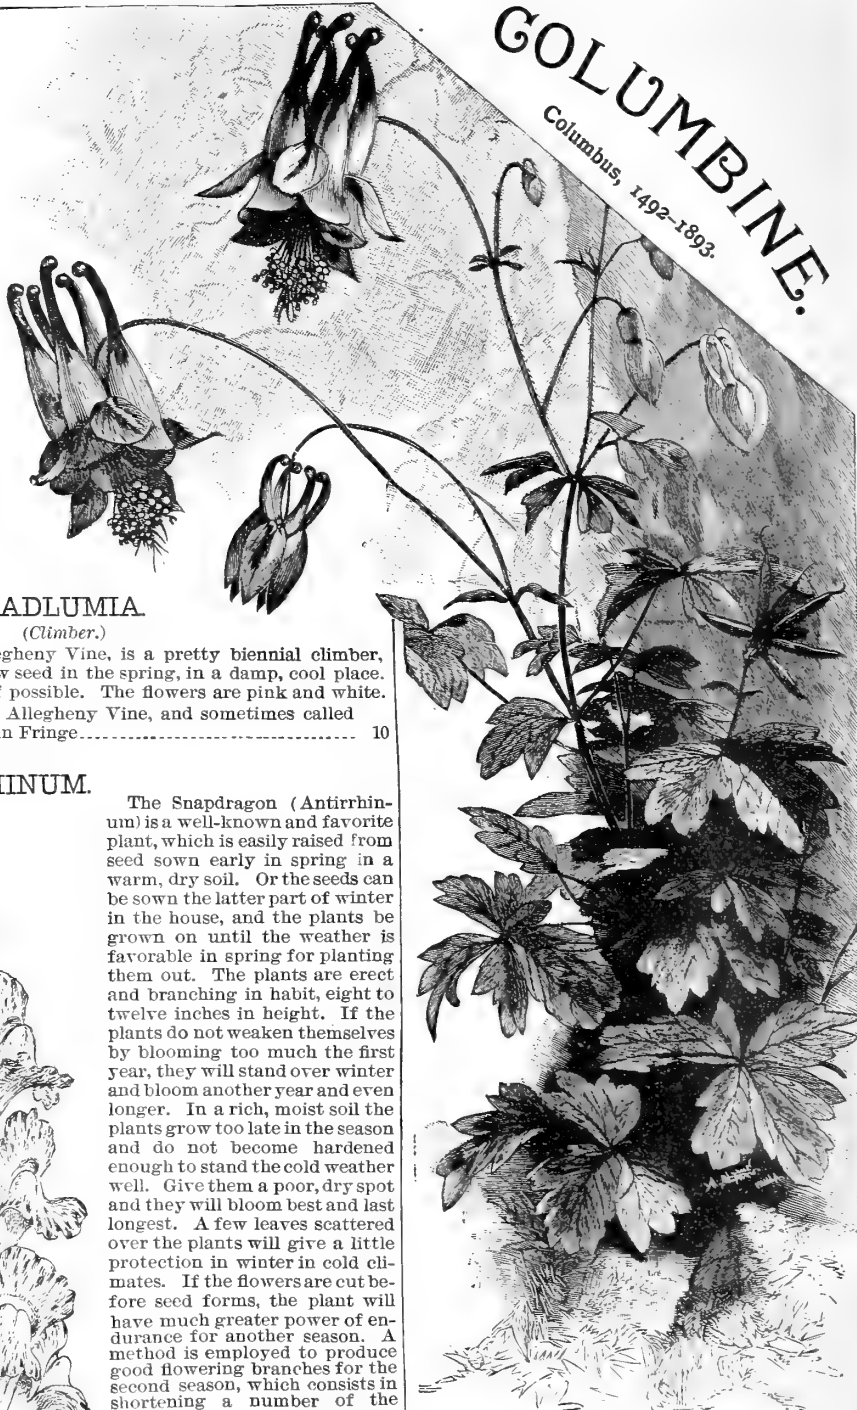 COLUMBINE.
Columbus, 1492-1893.
ADLUMIA.
(Climber.)
gheny Vine, is a pretty biennial climber,
seed in the spring, in a damp, cool place.
possible. The flowers are pink and white.
Allegheny Vine, and sometimes called
Fringe 10
INUM.
The Snapdragon (Antirrhin-
um) is a well-known and favorite
plant, which is easily raised from
seed sown early in spring in a
warm, dry soil. Or the seeds can
be sown the latter part of winter
in the house, and the plants be
grown on until the weather is
favorable in spring for planting
them out. The plants are erect
and branching in habit, eight to
twelve inches in height. If the
plants do not weaken themselves
by blooming too much the first
year, they will stand over winter
and bloom another year and even
longer. In a rich, moist soil the
plants grow too late in the season
and do not become hardened
enough to stand the cold weather
well. Give them a poor, dry spot
and they will bloom best and last
longest. A few leaves scattered
over the plants will give a little
protection in winter in cold cli-
mates. If the flowers are cut be-
fore seed forms, the plant will
have much greater power of en-
durance for another season. A
method is employed to produce
good flowering branches for the
second season, which consists in
shortening a number of the